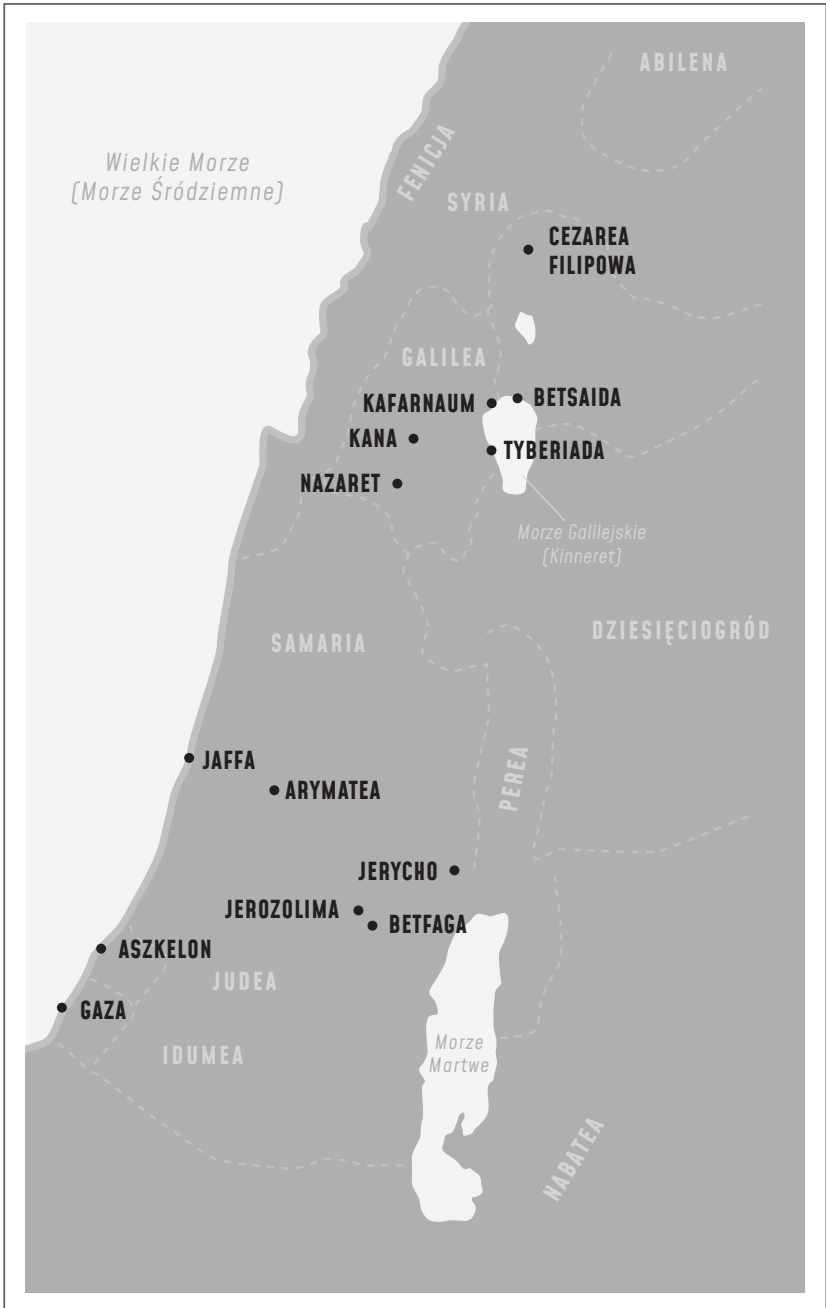 ABILENA
Wielkie Morze
(Morze Śródziemne)
FENICJA
SYRIA
CEZAREA
FILIPOWA
GALILEA
KAFARNAUM
BETSAIDA
KANA
TYBERIADA
NAZARET
Morze Galilejskie
(Kinneret)
DZIESIĘCIOGRÓD
SAMARIA
JAFFA
PEREA
ARYMATEA
JERYCHO
JEROZOLIMA
BETFAGA
ASZKELON
JUDEA
GAZA
Morze
Martwe
IDUMEA
NABATEA